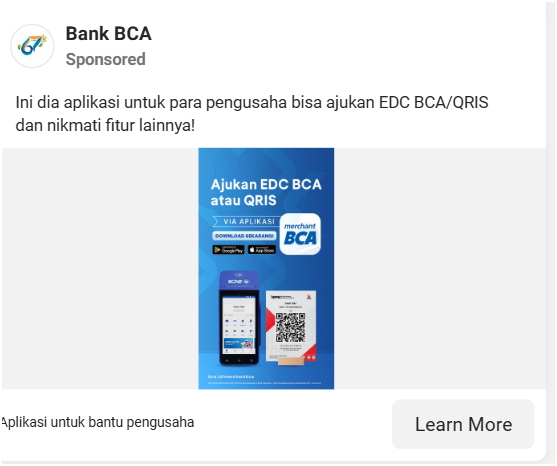 67
Bank BCA
Sponsored
Ini dia aplikasi untuk para pengusaha bisa ajukan EDC BCA/QRIS
dan nikmati fitur lainnya!
Ajukan EDC BCA
atau QRIS
VIA APLIKASI
DOWNLOAD SEKARANG!
Google Play
App Store
merchant
BCA
Aplikasi untuk bantu pengusaha
Learn More